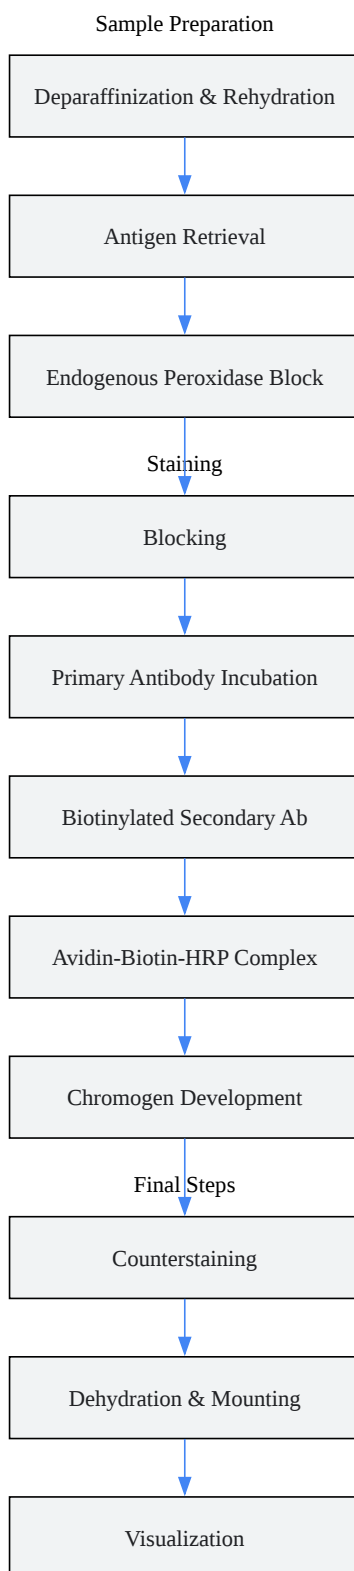 Sample Preparation
Deparaffinization & Rehydration
Antigen Retrieval
Endogenous Peroxidase Block
Staining
Blocking
Primary Antibody Incubation
Biotinylated Secondary Ab
Avidin-Biotin-HRP Complex
Chromogen Development
Final Steps
Counterstaining
Dehydration & Mounting
Visualization